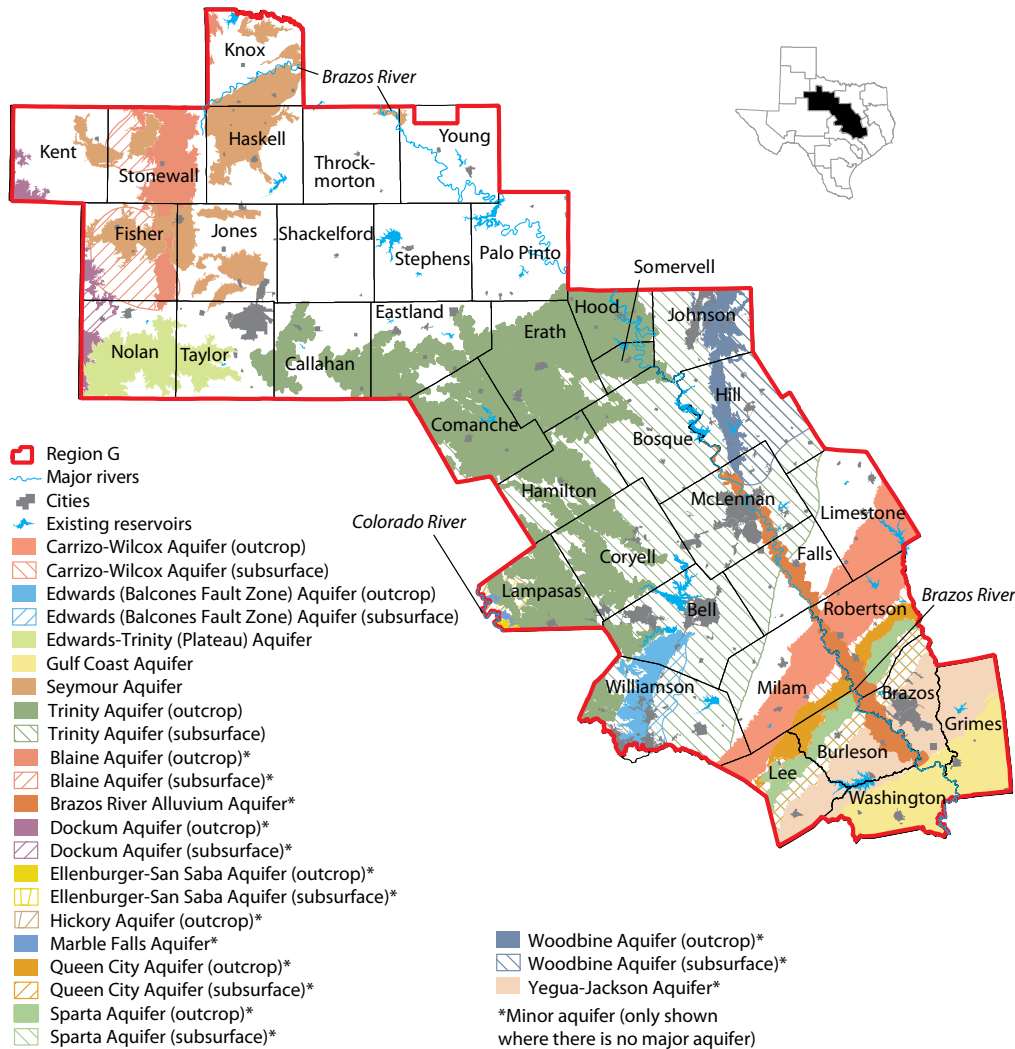 Knox
Brazos River
Kent
Stonewall
Haskell
Throck-
morton
Young
Fisher
Jones
Shackelford
Stephens
Palo Pinto
Somervell
Nolan
Taylor
Callahan
Eastland
Erath
Hood
Johnson
Comanche
Hill
Bosque
Hamilton
McLennan
Limestone
Colorado River
Coryell
Falls
Lampasas
Bell
Robertson
Brazos River
Williamson
Milam
Brazos
Grimes
Burleson
Lee
Washington
Region G
Major rivers
Cities
Existing reservoirs
Carrizo-Wilcox Aquifer (outcrop)
Carrizo-Wilcox Aquifer (subsurface)
Edwards (Balcones Fault Zone) Aquifer (outcrop)
Edwards (Balcones Fault Zone) Aquifer (subsurface)
Edwards-Trinity (Plateau) Aquifer
Gulf Coast Aquifer
Seymour Aquifer
Trinity Aquifer (outcrop)
Trinity Aquifer (subsurface)
Blaine Aquifer (outcrop)*
Blaine Aquifer (subsurface)*
Brazos River Alluvium Aquifer*
Dockum Aquifer (outcrop)*
Dockum Aquifer (subsurface)*
Ellenburger-San Saba Aquifer (outcrop)*
Ellenburger-San Saba Aquifer (subsurface)*
Hickory Aquifer (outcrop)*
Marble Falls Aquifer*
Queen City Aquifer (outcrop)*
Queen City Aquifer (subsurface)*
Sparta Aquifer (outcrop)*
Sparta Aquifer (subsurface)*
Woodbine Aquifer (outcrop)*
Woodbine Aquifer (subsurface)*
Yegua-Jackson Aquifer*
*Minor aquifer (only shown
where there is no major aquifer)